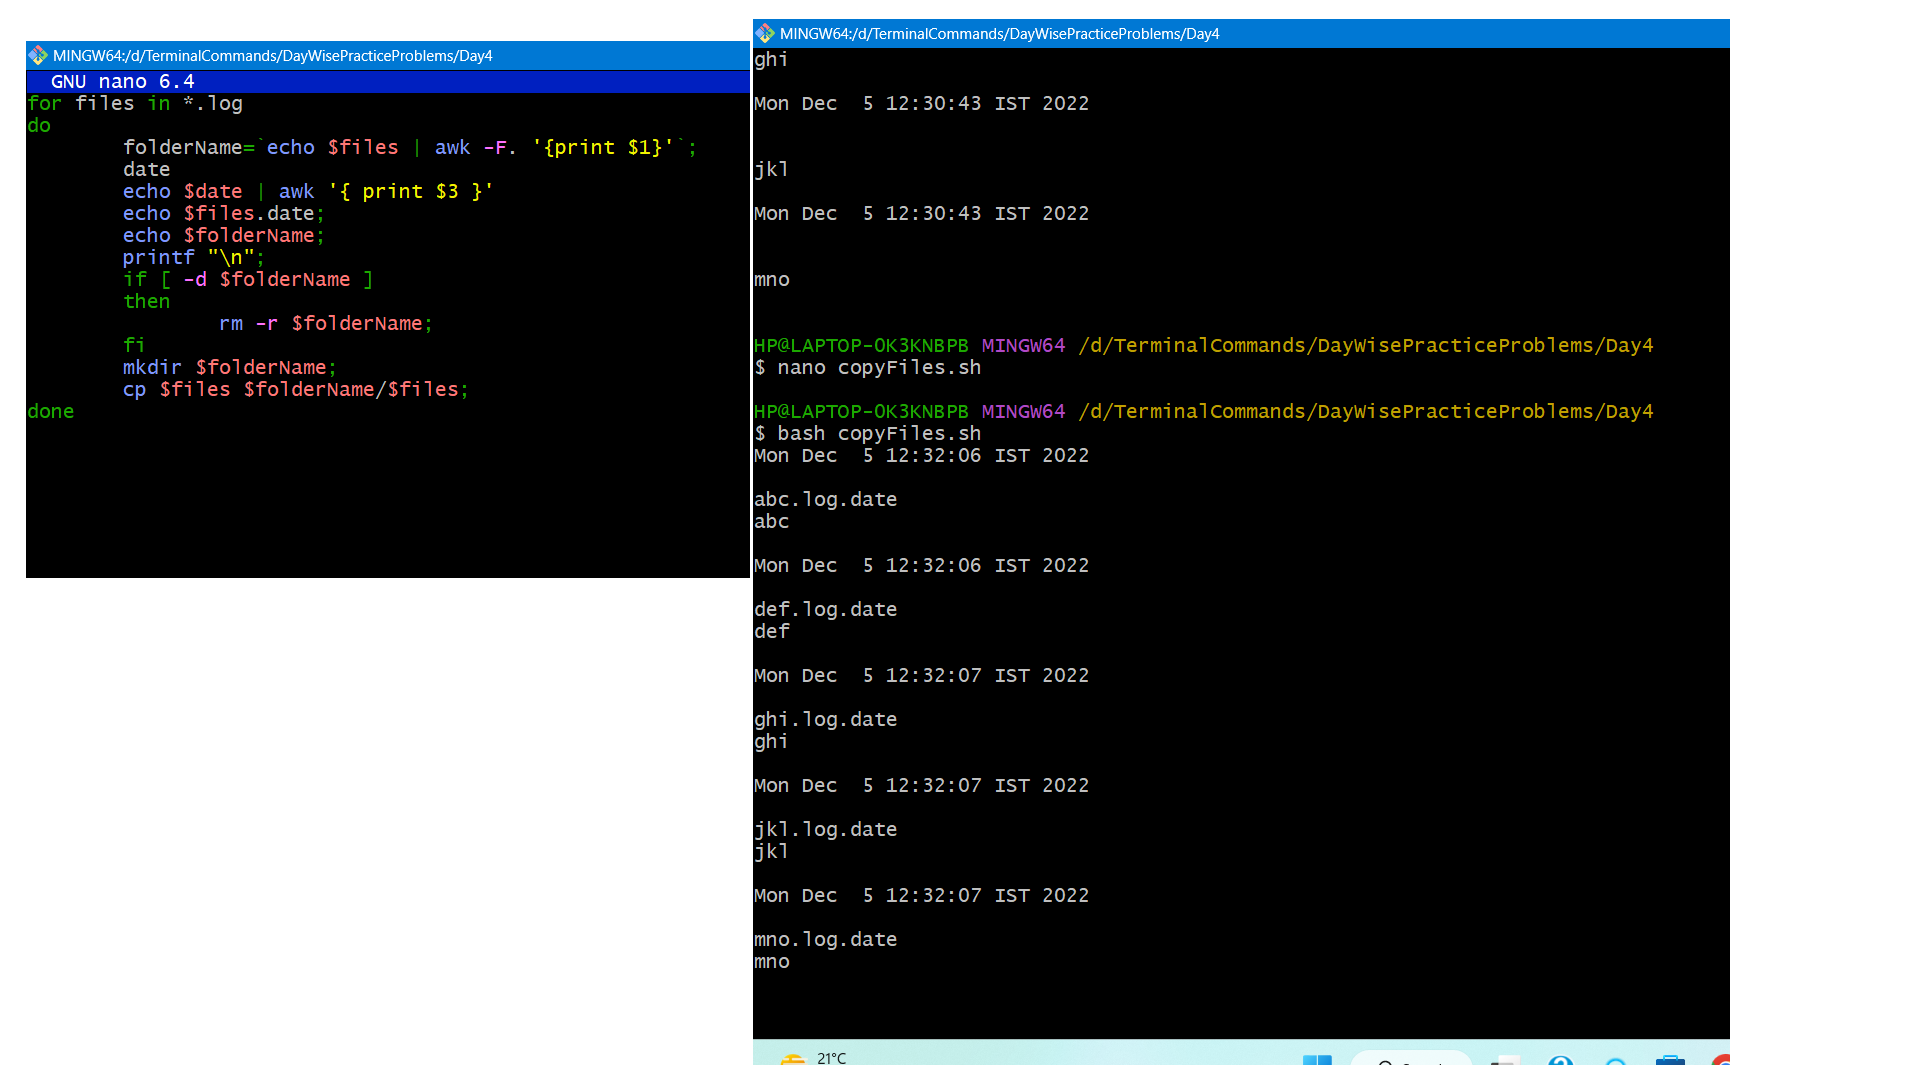 MINGW64:/d/TerminalCommands/DayWisePracticeProblems/Day4
GNU nano 6.4
for files in *.log
do
folderName=`echo $files | awk -F. '{print $1}'`;
date
echo $date | awk '{ print $3 }'
echo $files.date;
echo $folderName;
printf "\n";
if [ -d $folderName ]
then
rm -r $folderName;
fi
mkdir $folderName;
cp $files $folderName/$files;
done
MINGW64:/d/TerminalCommands/DayWisePracticeProblems/Day4
ghi
Mon Dec  5 12:30:43 IST 2022
jkl
Mon Dec  5 12:30:43 IST 2022
mno
HP@LAPTOP-OK3KNBPB MINGW64 /d/TerminalCommands/DayWisePracticeProblems/Day4
$ nano copyFiles.sh
HP@LAPTOP-OK3KNBPB MINGW64 /d/TerminalCommands/DayWisePracticeProblems/Day4
$ bash copyFiles.sh
Mon Dec  5 12:32:06 IST 2022
abc.log.date
abc
Mon Dec  5 12:32:06 IST 2022
def.log.date
def
Mon Dec  5 12:32:07 IST 2022
ghi.log.date
ghi
Mon Dec  5 12:32:07 IST 2022
jkl.log.date
jkl
Mon Dec  5 12:32:07 IST 2022
mno.log.date
mno
21°C